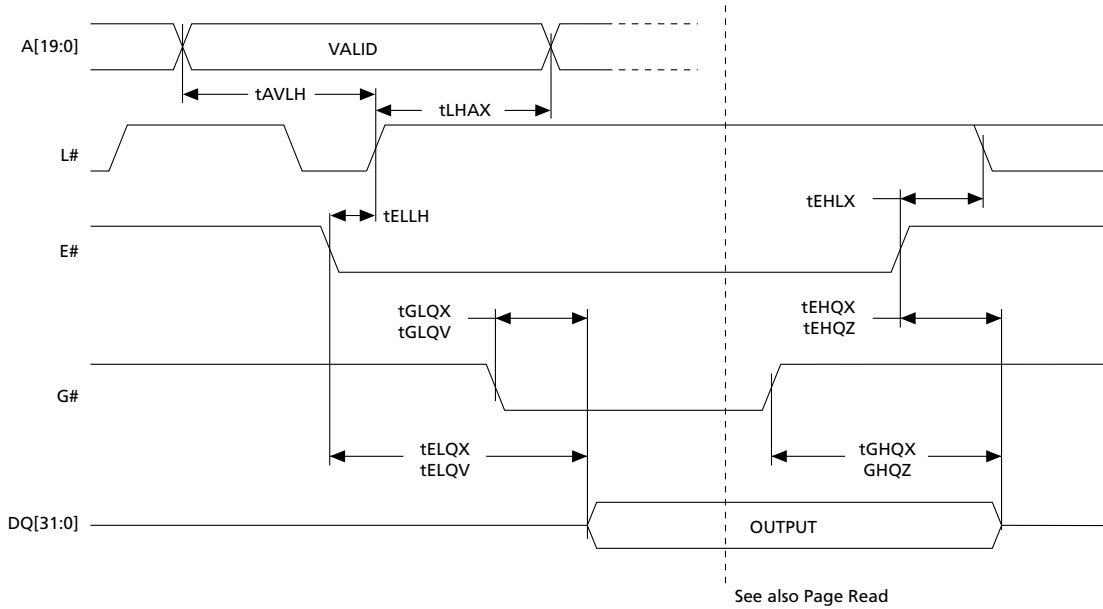 A[19:0]
VALID
tAVLH
tLHAX
L#
tEHLX
tELLH
E#
tGLQX
tGLQV
tEHQX
tEHQZ
G#
tELQX
tELQV
tGHQX
GHQZ
DQ[31:0]
OUTPUT
See also Page Read